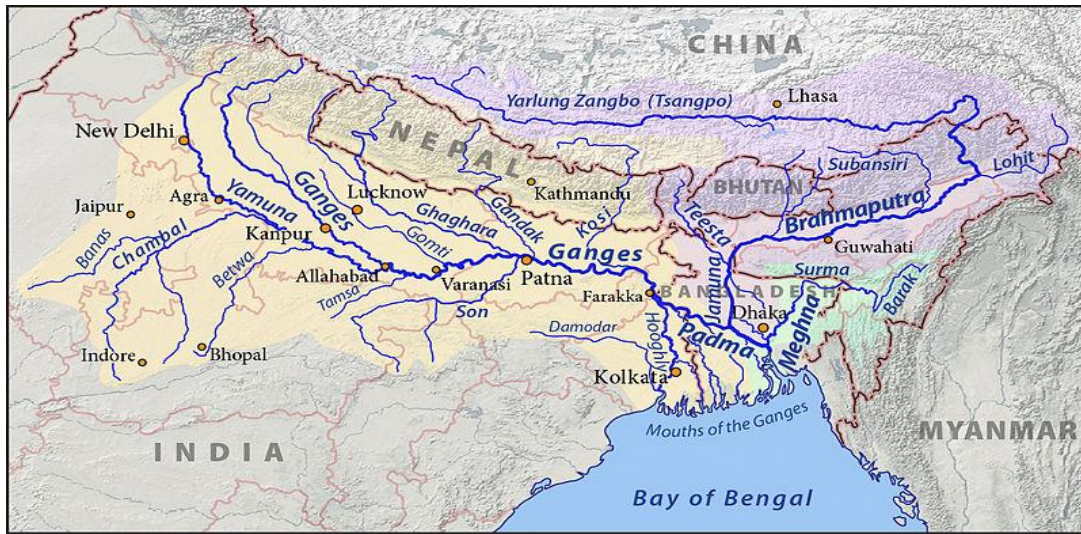 CHINA
Yarlung Zangbo (Tsangpo)
Lhasa
New Delhi
NEPAL
Subansiri
Lohit
BHUTAN
Kathmandu
Agra
Yamuna
Ganges
Lucknow
Jaipur
Ghaghara
Gandak
Kosi
Teesta
Brahmaputra
Banas
Chambal
Kanpur
Gomti
Guwahati
Betwa
Ganges
Allahabad
Varanasi
Patna
Surma
Barak
Tamsa
Son
Farakka
BANGLADESH
Jamuna
Dhaka
Meghna
Damodar
Hooghly
Padma
Indore
Bhopal
Kolkata
Mouths of the Ganges
INDIA
MYANMAR
Bay of Bengal